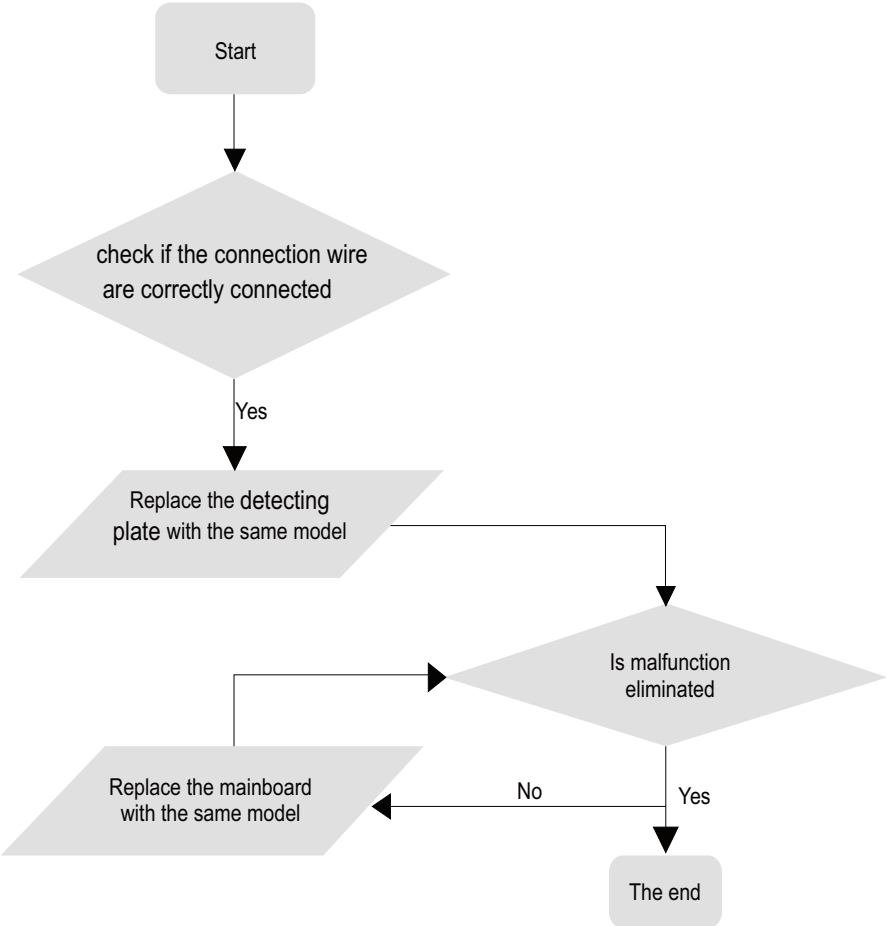 Start
check if the connection wire
are correctly connected
Yes
Replace the detecting
plate with the same model
Is malfunction
eliminated
Replace the mainboard
with the same model
No
Yes
The end